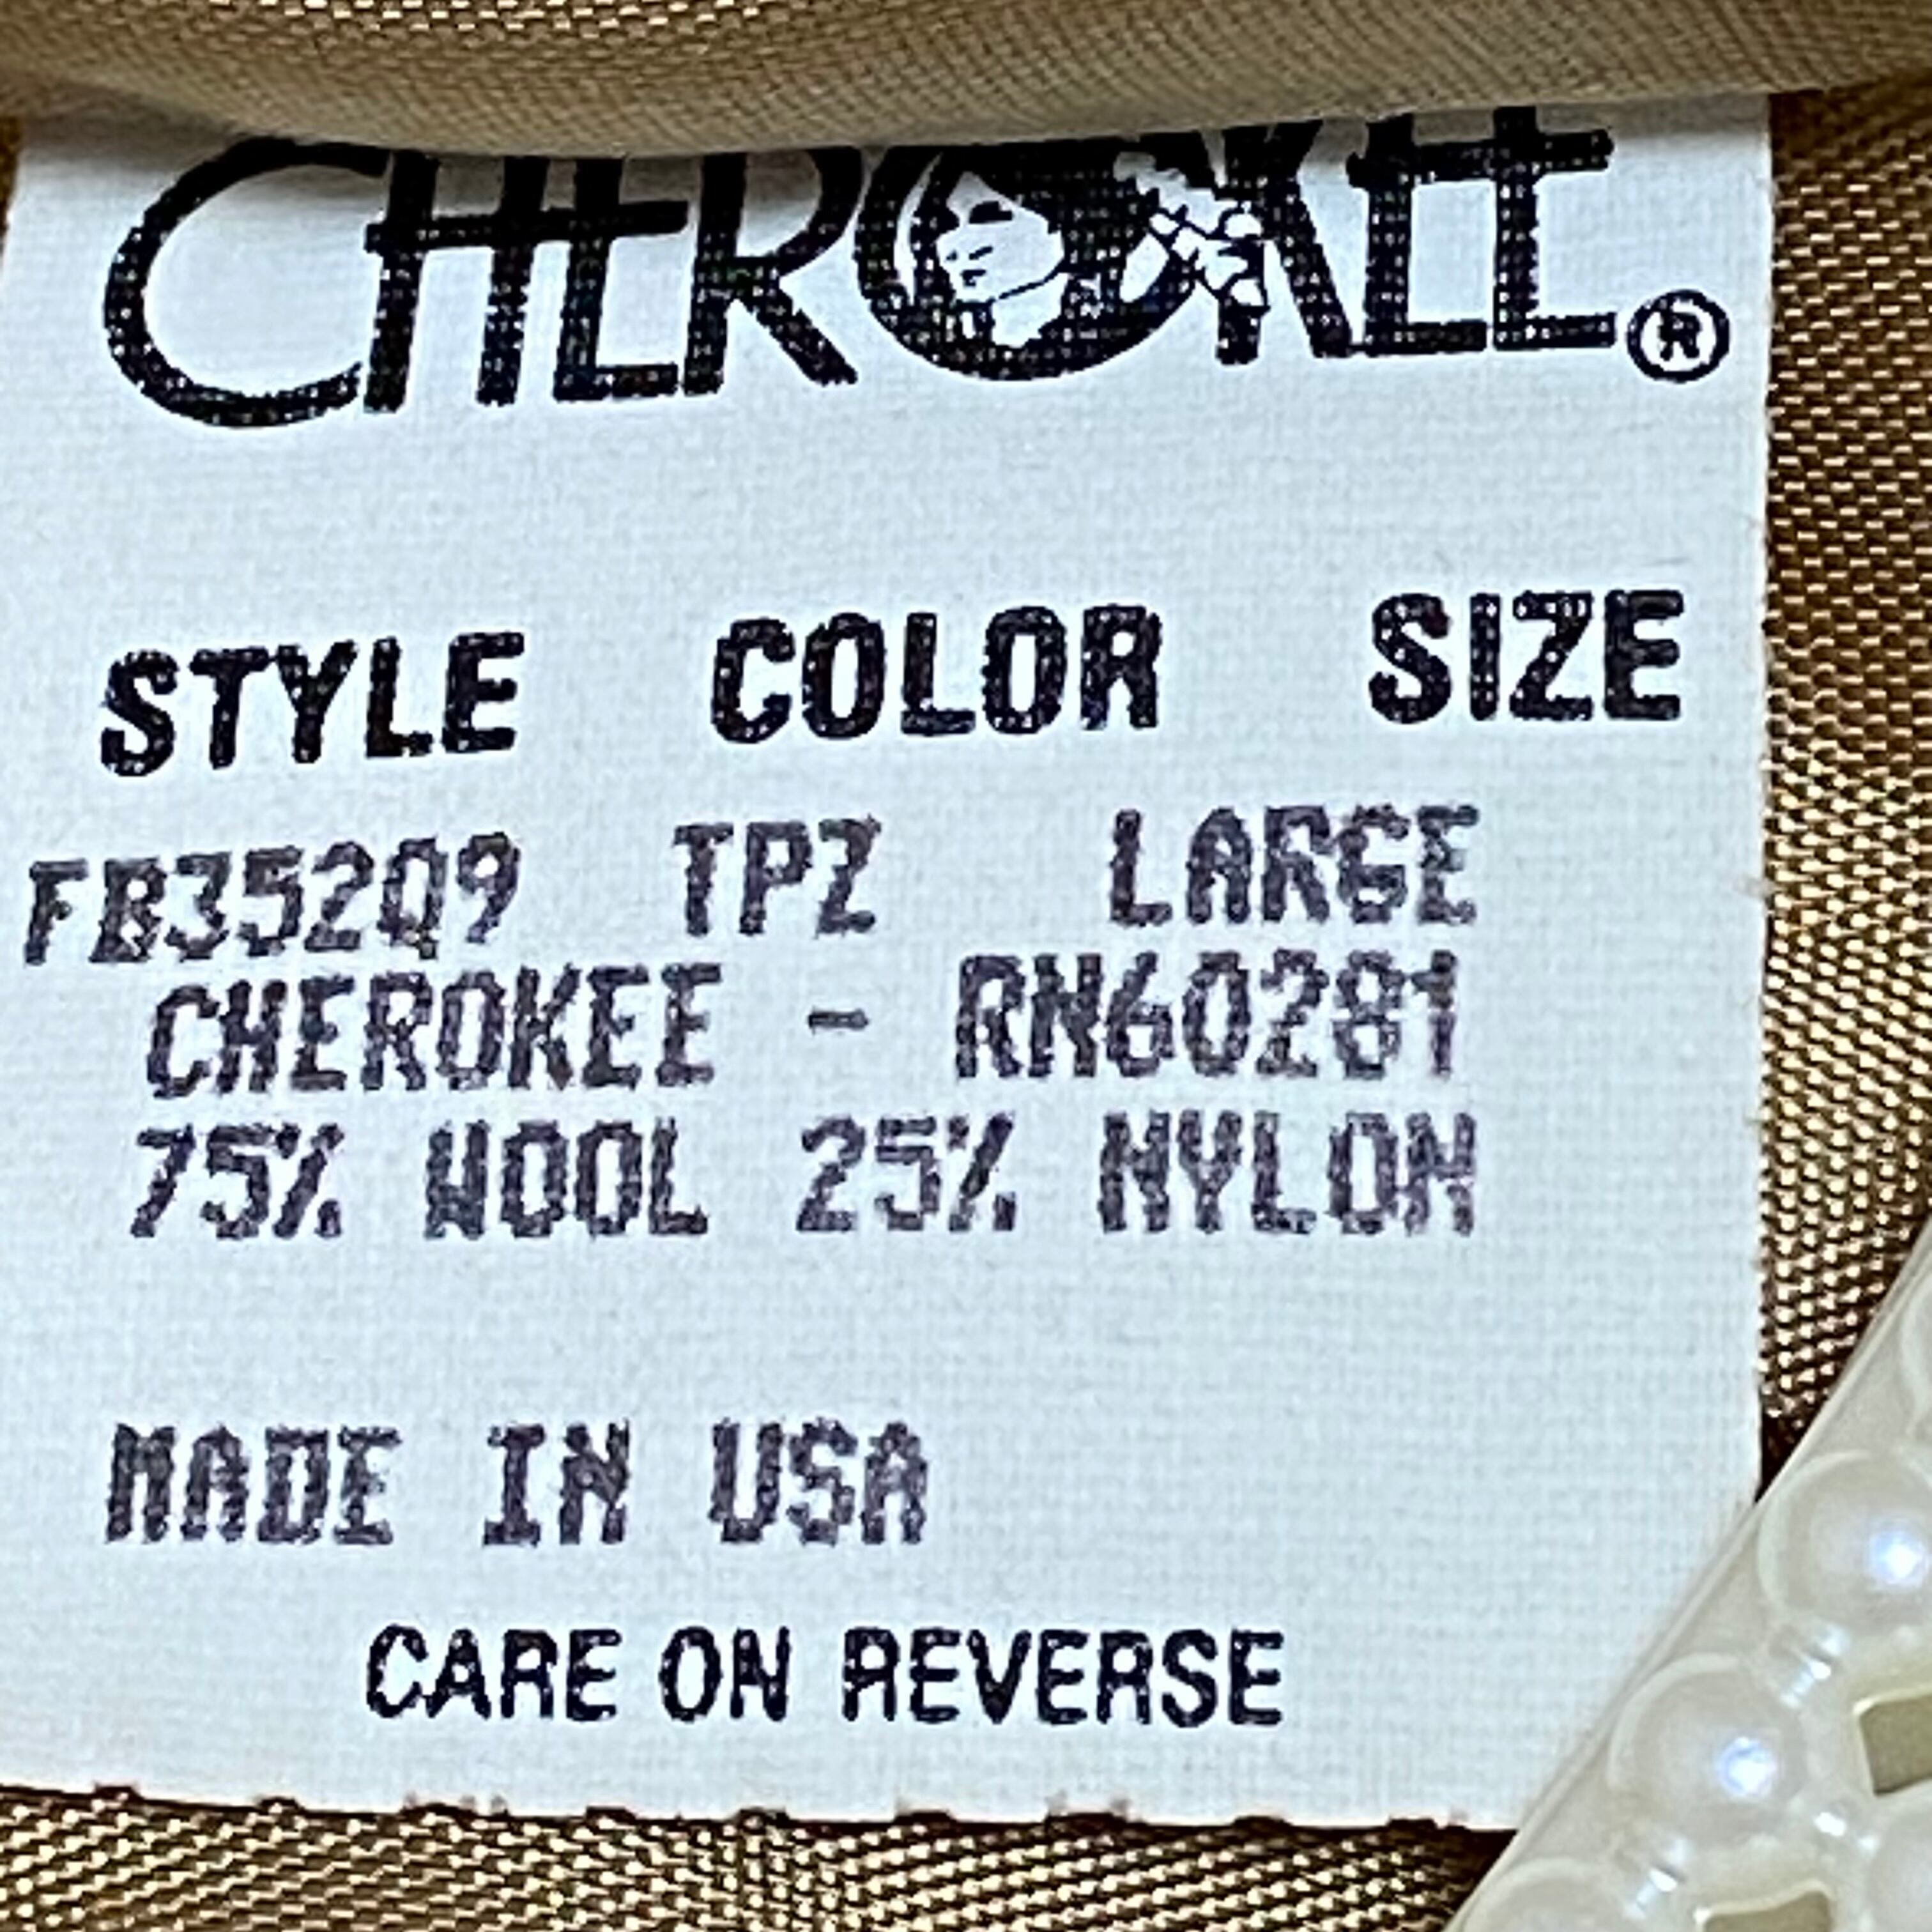 CHEROKEE®
STYLE COLOR SIZE
FB352Q9 TPZ LARGE
CHEROKEE - RN60281
75% WOOL 25% NYLON
MADE IN USA
CARE ON REVERSE